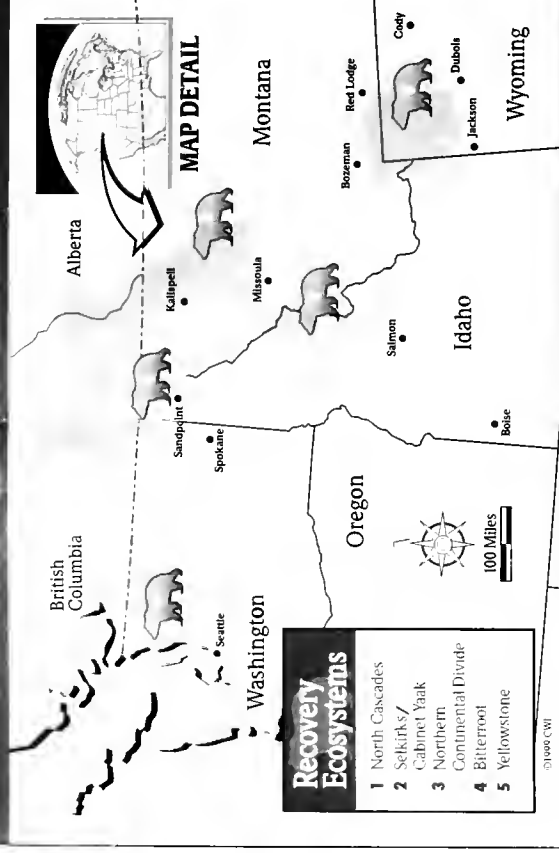 MAP DETAIL
Alberta
British
Columbia
Montana
Kalispell
Sandpoint
Spokane
Missoula
Seattle
Washington
Bozeman
Red Lodge
Cody
Dubois
Jackson
Wyoming
Salmon
Idaho
Oregon
Boise
100 Miles
Recovery
Ecosystems
1 North Cascades
2 Selkirks/
Cabinet Yaak
3 Northern
Continental Divide
4 Bitterroot
5 Yellowstone
©1999 CWI